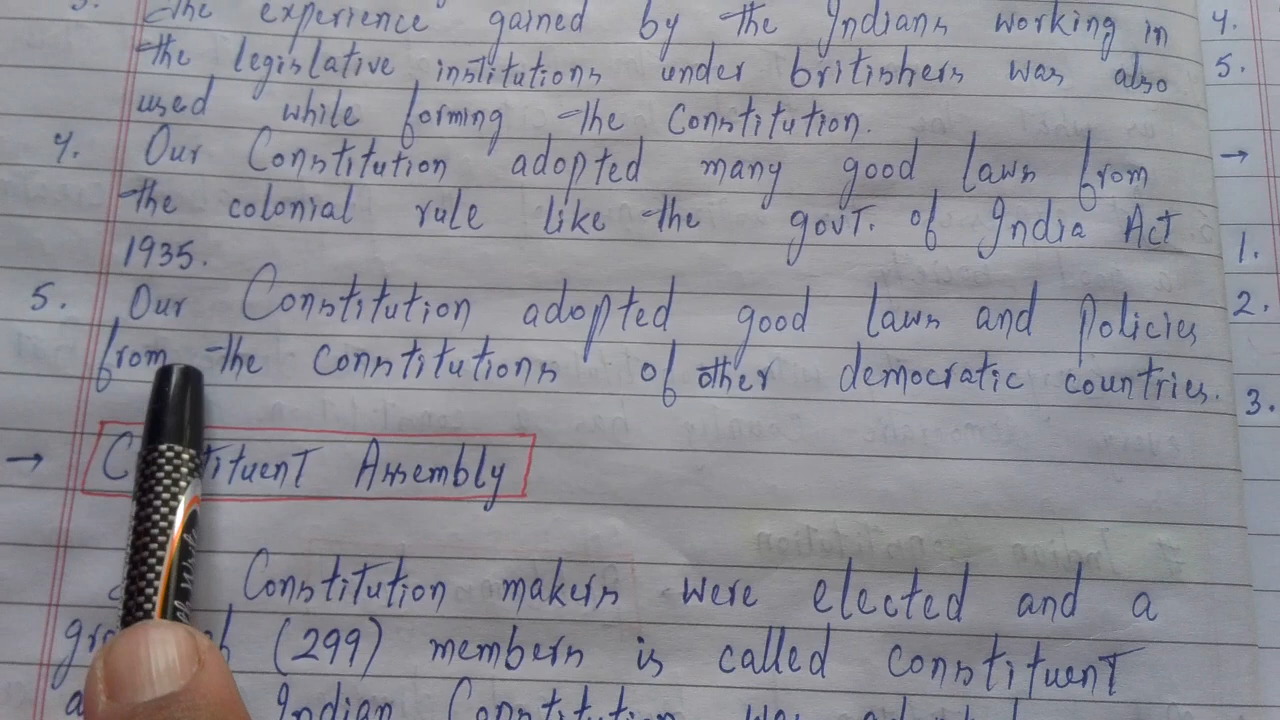 3. The experience gained by the Indians working in
the legislative institutions under britishers was also
used while forming the Constitution.
4. Our Constitution adopted many good laws from
the colonial rule like the govt. of India Act
1935.
5. Our Constitution adopted good laws and Policies
from the constitutions of other democratic countries.
→ Assembly
Constitution makers were elected and a
(299) members is called constituent
Indian Constitution was
4.
5.
→
1.
2.
3.